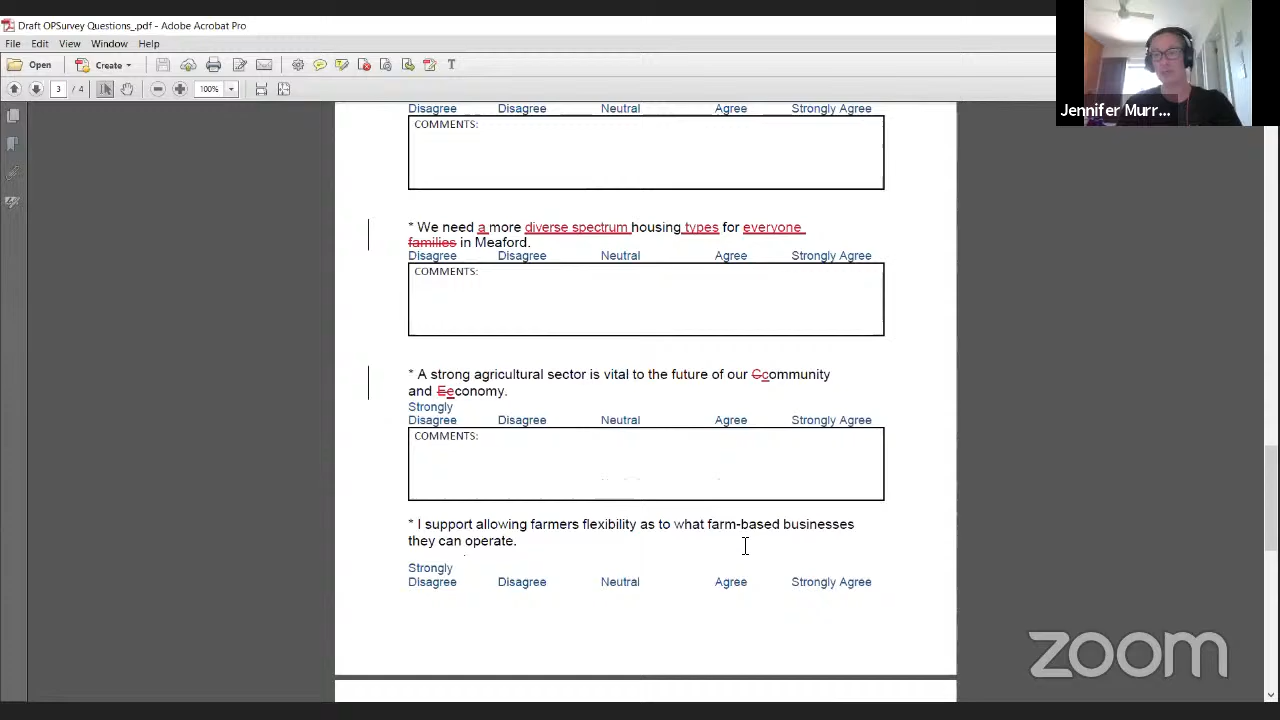 Draft OPSurvey Questions_.pdf - Adobe Acrobat Pro
File Edit View Window Help
Open Create
3 / 4 100%
Jennifer Murr...
Disagree Disagree Neutral Agree Strongly Agree
COMMENTS:
* We need a more diverse spectrum housing types for everyone
families in Meaford.
Disagree Disagree Neutral Agree Strongly Agree
COMMENTS:
* A strong agricultural sector is vital to the future of our Ccommunity
and Eeconomy.
Strongly
Disagree Disagree Neutral Agree Strongly Agree
COMMENTS:
* I support allowing farmers flexibility as to what farm-based businesses
they can operate.
Strongly
Disagree Disagree Neutral Agree Strongly Agree
zoom